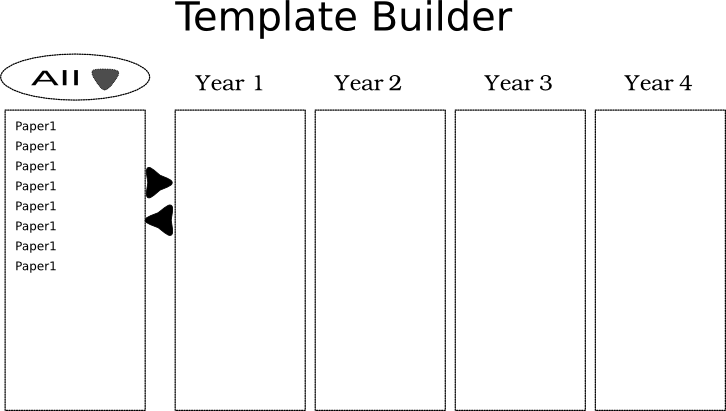 Template Builder
All
Year 1
Year 2
Year 3
Year 4
Paper1
Paper1
Paper1
Paper1
Paper1
Paper1
Paper1
Paper1